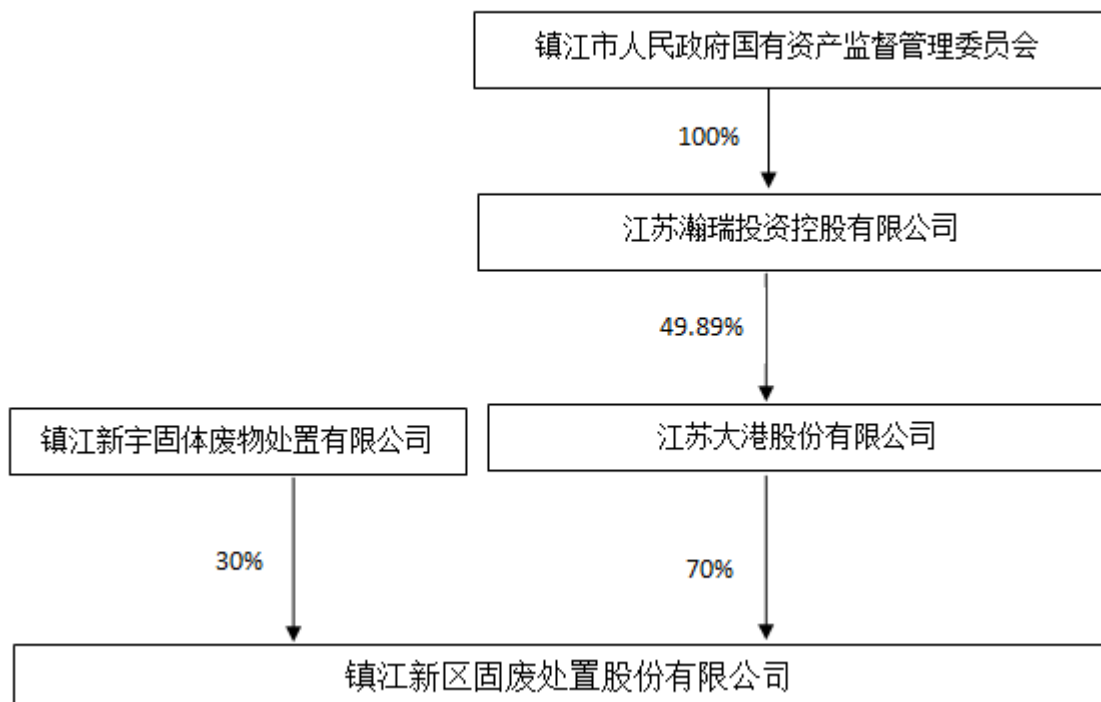 镇江市人民政府国有资产监督管理委员会
100%
江苏瀚瑞投资控股有限公司
49.89%
镇江新宇固体废物处置有限公司
江苏大港股份有限公司
30%
70%
镇江新区固废处置股份有限公司